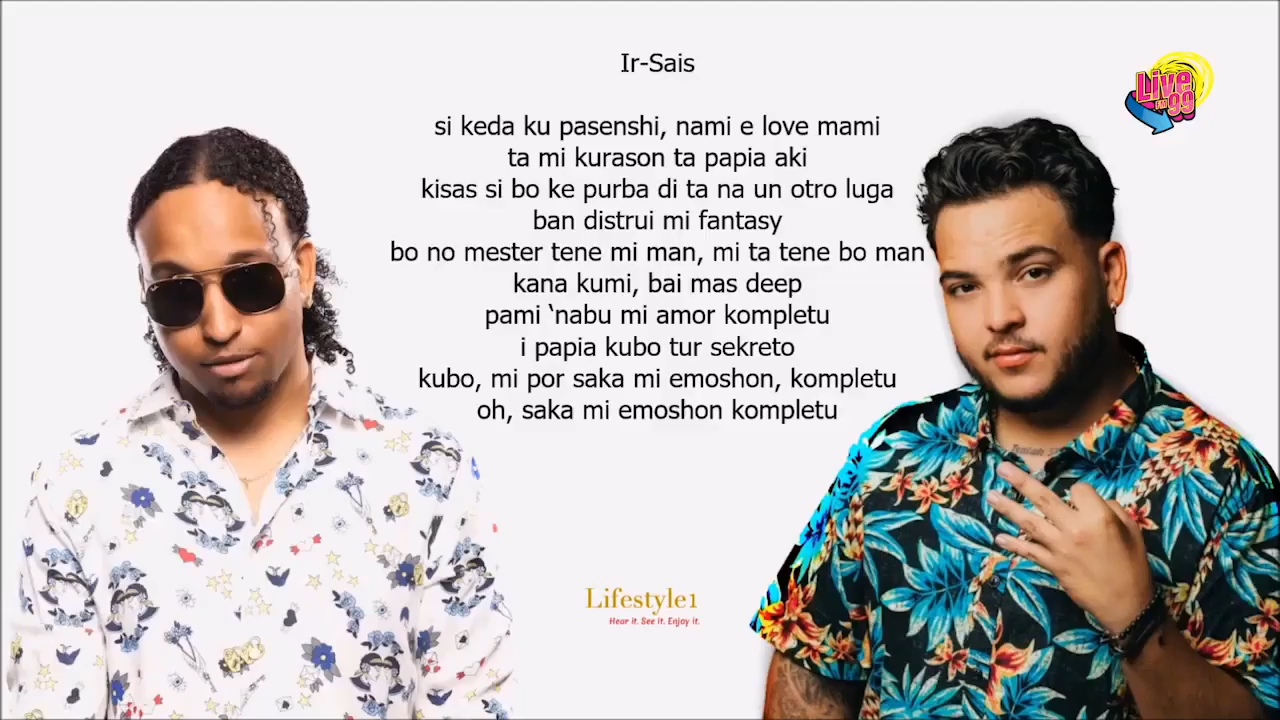 Ir-Sais
Live
FM 99
si keda ku pasenshi, nami e love mami
ta mi kurason ta papia aki
kisas si bo ke purba di ta na un otro luga
ban distrui mi fantasy
bo no mester tene mi man, mi ta tene bo man
kana kumi, bai mas deep
pami ‘nabu mi amor kompletu
i papia kubo tur sekreto
kubo, mi por saka mi emoshon, kompletu
oh, saka mi emoshon kompletu
Lifestyle1
Hear it. See it. Enjoy it.